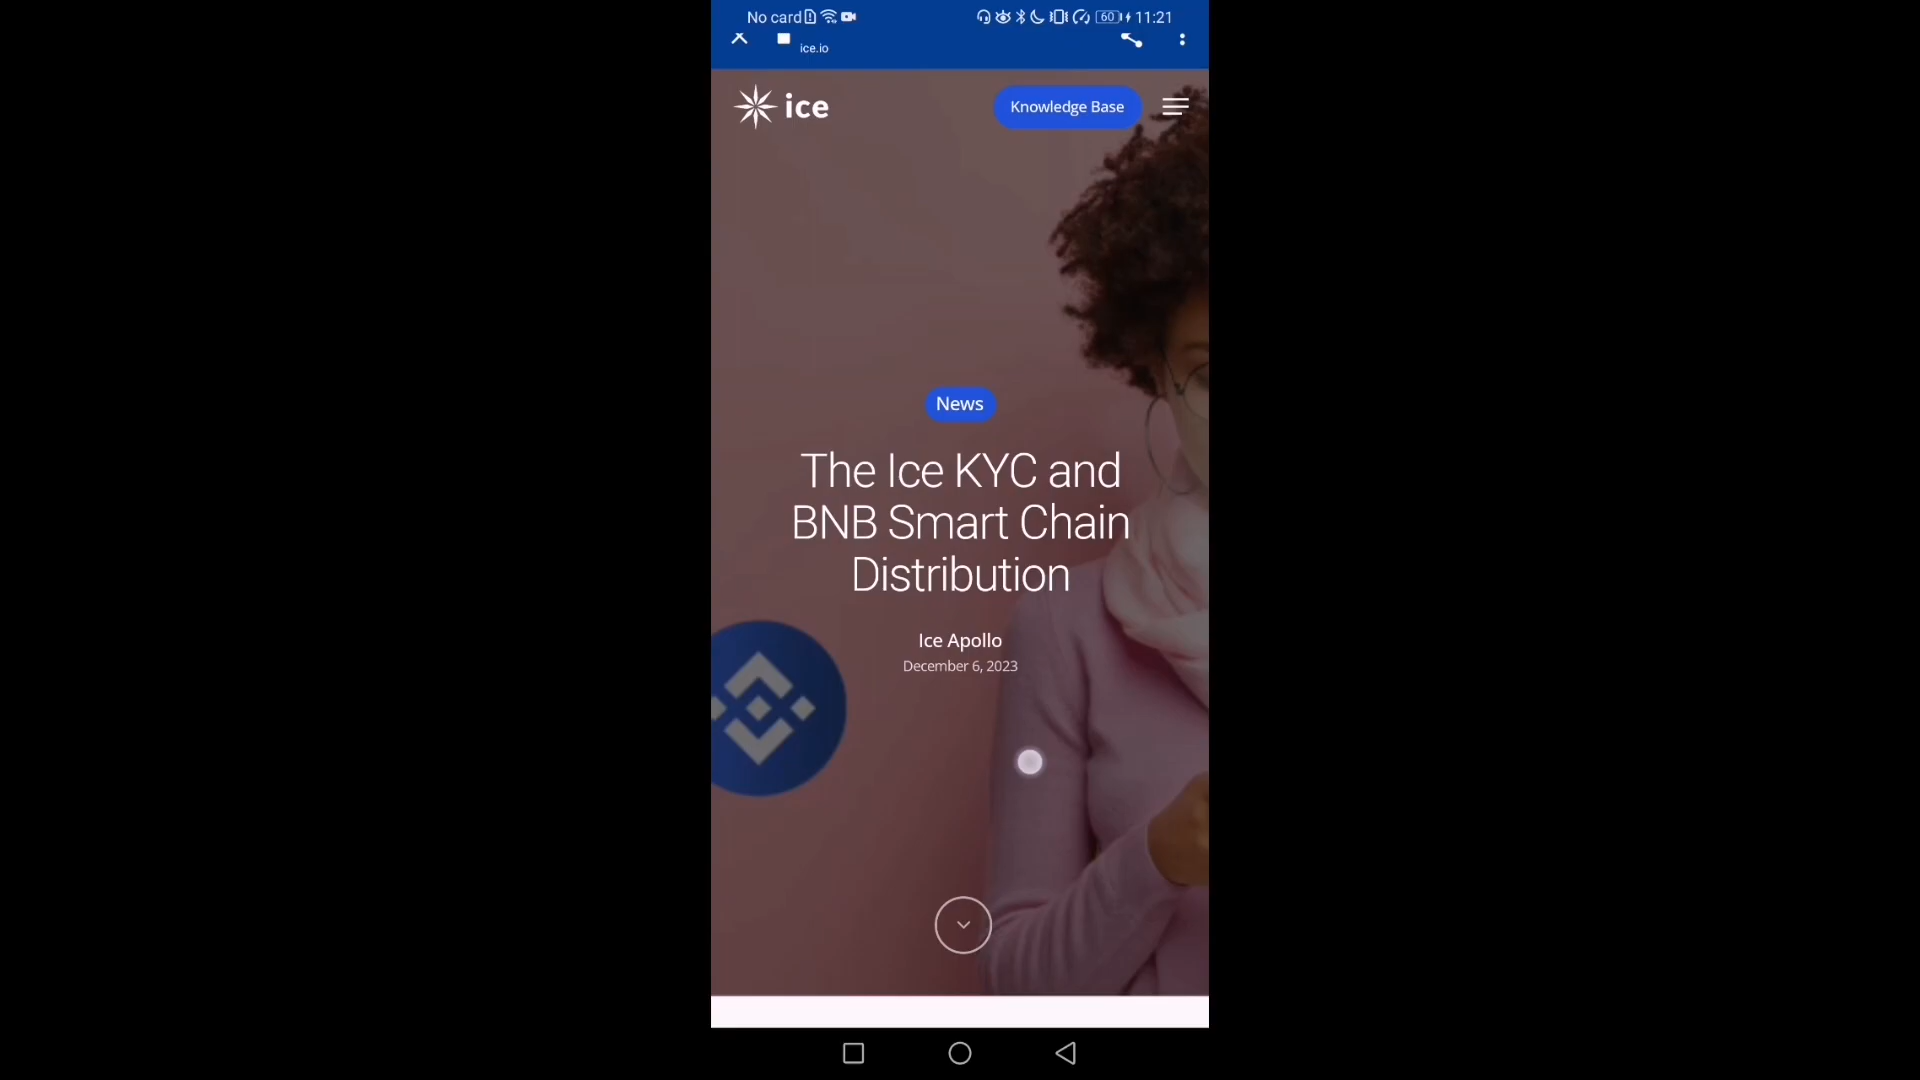 No card 60 11:21
ice.io
ice Knowledge Base
News
The Ice KYC and
BNB Smart Chain
Distribution
Ice Apollo
December 6, 2023